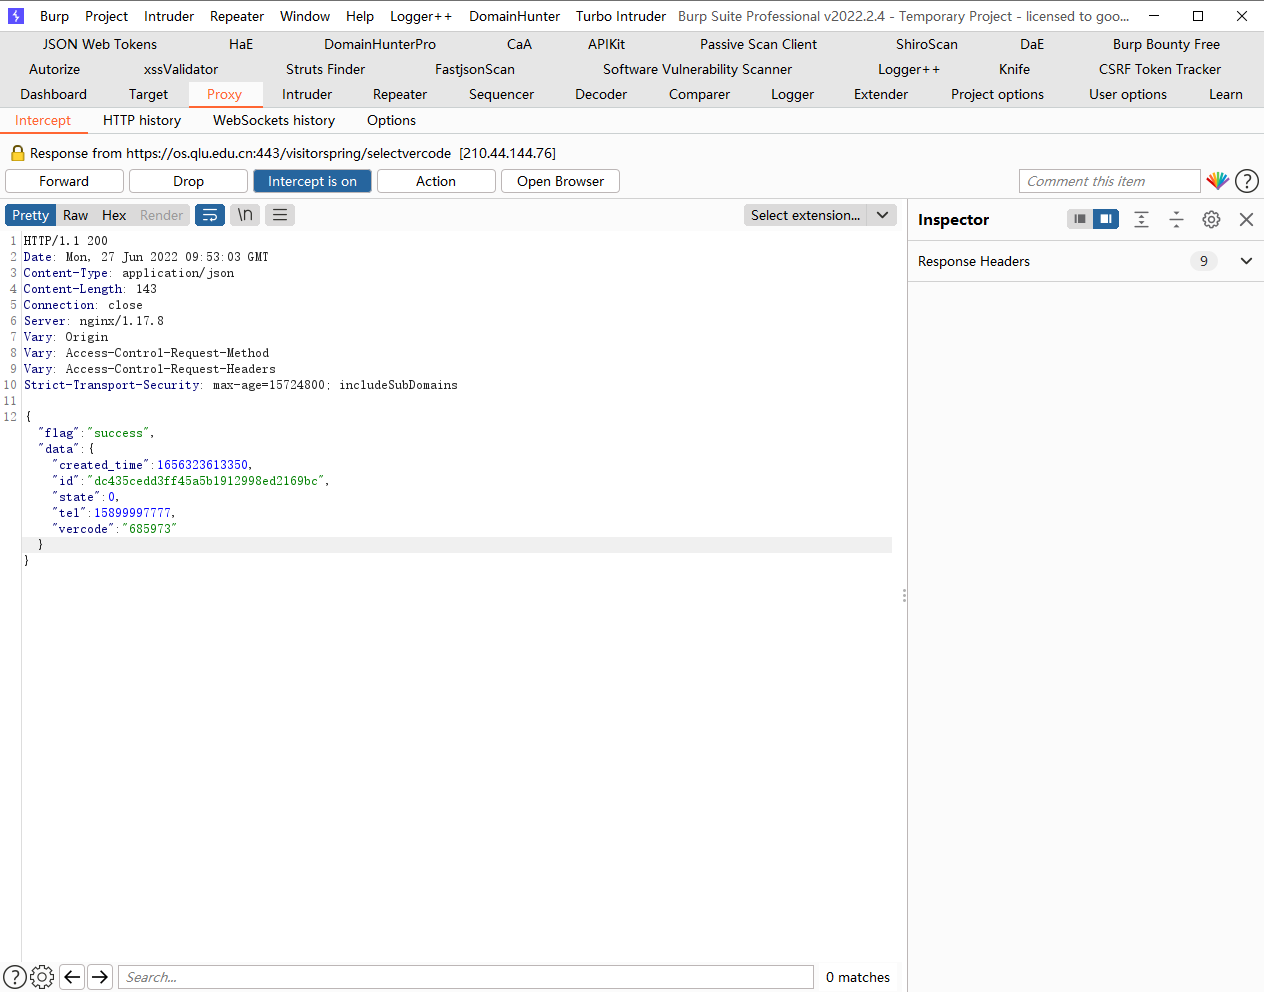 Burp Project Intruder Repeater Window Help Logger++ DomainHunter Turbo Intruder Burp Suite Professional v2022.2.4 - Temporary Project - licensed to goo...
JSON Web Tokens HaE DomainHunterPro CaA APIKit Passive Scan Client ShiroScan DaE Burp Bounty Free
Autorize xssValidator Struts Finder FastjsonScan Software Vulnerability Scanner Logger++ Knife CSRF Token Tracker
Dashboard Target Proxy Intruder Repeater Sequencer Decoder Comparer Logger Extender Project options User options Learn
Intercept HTTP history WebSockets history Options
Response from https://os.qlu.edu.cn:443/visitorspring/selectvercode [210.44.144.76]
Forward Drop Intercept is on Action Open Browser Comment this item ?
Pretty Raw Hex Render \n Select extension... Inspector
1 HTTP/1.1 200
2 Date: Mon, 27 Jun 2022 09:53:03 GMT
Response Headers 9
3 Content-Type: application/json
4 Content-Length: 143
5 Connection: close
6 Server: nginx/1.17.8
7 Vary: Origin
8 Vary: Access-Control-Request-Method
9 Vary: Access-Control-Request-Headers
10 Strict-Transport-Security: max-age=15724800; includeSubDomains
11
12 {
"flag":"success",
"data":{
"created_time":1656323613350,
"id":"dc435cedd3ff45a5b1912998ed2169bc",
"state":0,
"tel":15899997777,
"vercode":"685973"
}
}
? Search... 0 matches